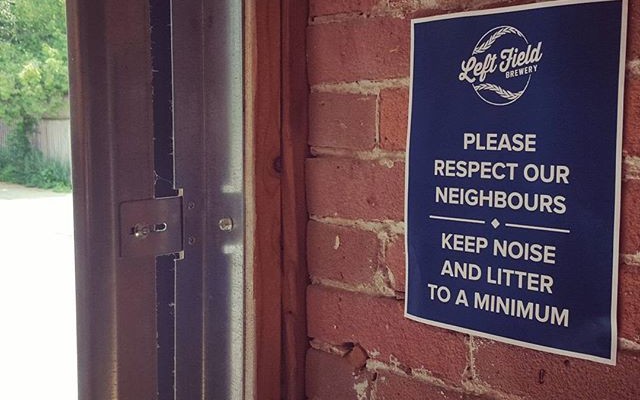 Left Field
BREWERY
PLEASE
RESPECT OUR
NEIGHBOURS
KEEP NOISE
AND LITTER
TO A MINIMUM